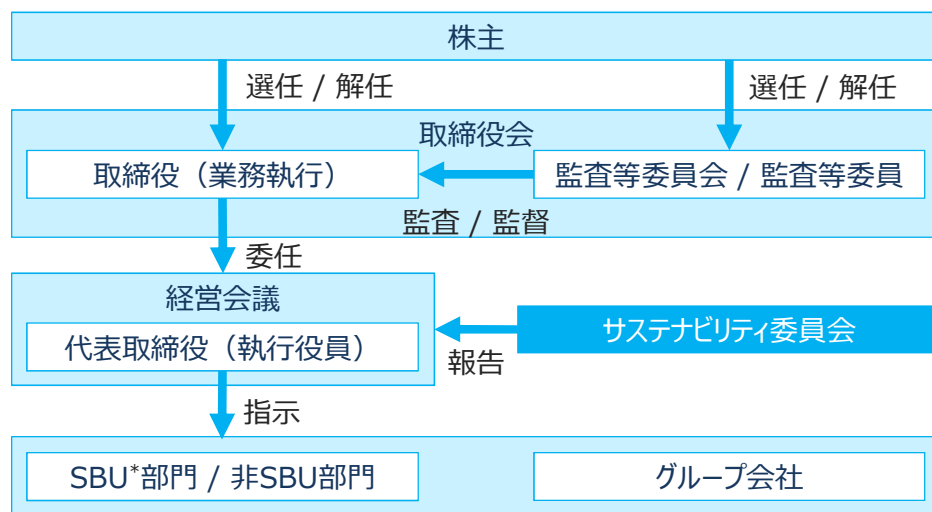 株主
選任 / 解任
選任 / 解任
取締役会
取締役（業務執行）
監査等委員会 / 監査等委員
監査 / 監督
委任
経営会議
代表取締役（執行役員）
サステナビリティ委員会
報告
指示
SBU*部門 / 非SBU部門
グループ会社